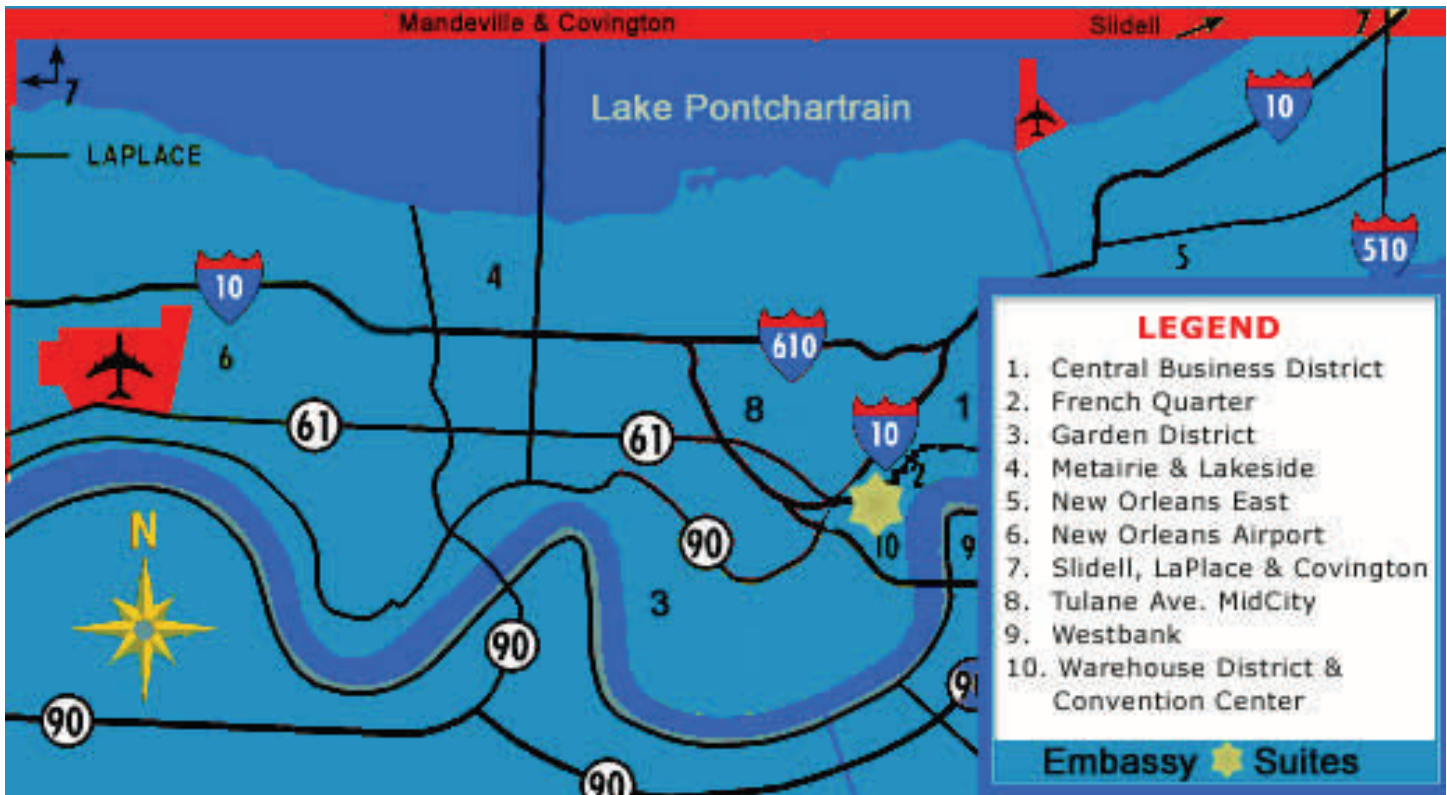 Mandeville & Covington
Slidell
7
7
Lake Pontchartrain
10
LAPLACE
510
5
10
4
6
610
8
10
1
61
61
2
90
10
9
3
N
90
90
90
LEGEND
1. Central Business District
2. French Quarter
3. Garden District
4. Metairie & Lakeside
5. New Orleans East
6. New Orleans Airport
7. Slidell, LaPlace & Covington
8. Tulane Ave. MidCity
9. Westbank
10. Warehouse District &
Convention Center
Embassy Suites